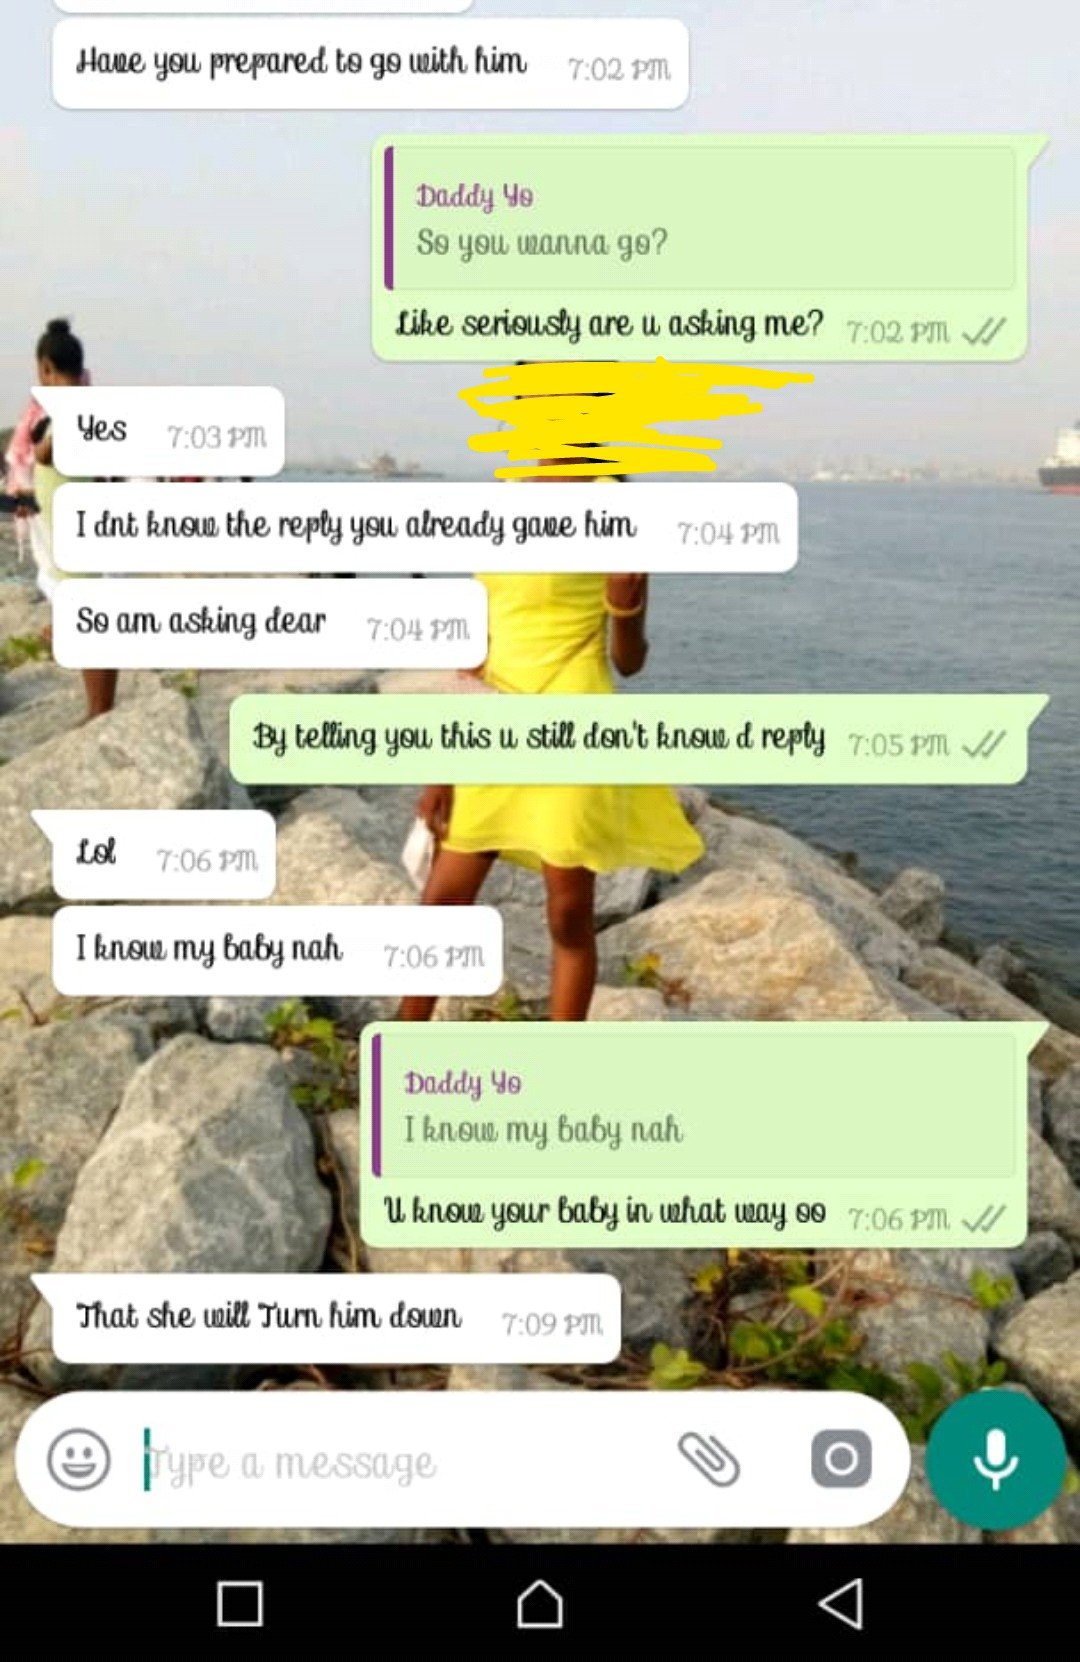 Have you prepared to go with him 7:02 PM
Daddy Yo
So you wanna go?
Like seriously are u asking me? 7:02 PM
Yes 7:03 PM
I dnt know the reply you already gave him 7:04 PM
So am asking dear 7:04 PM
By telling you this u still don't know d reply 7:05 PM
Lol 7:06 PM
I know my baby nah 7:06 PM
Daddy Yo
I know my baby nah
U know your baby in what way oo 7:06 PM
That she will Turn him down 7:09 PM
Type a message